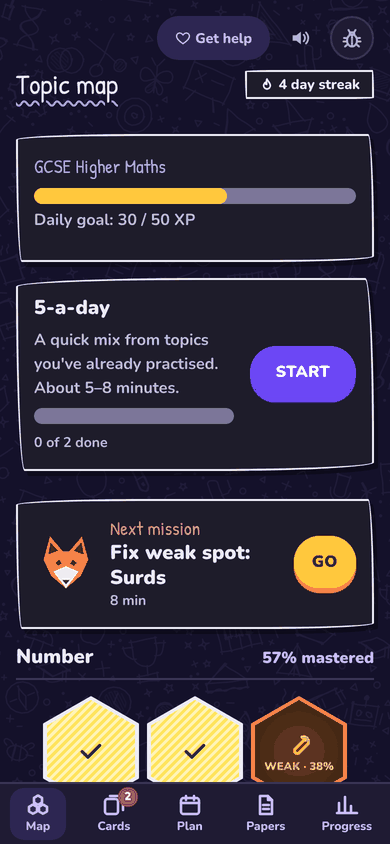 Get help
Topic map
4 day streak
GCSE Higher Maths
Daily goal: 30 / 50 XP
5-a-day
A quick mix from topics
you've already practised.
About 5–8 minutes.
START
0 of 2 done
Next mission
Fix weak spot:
Surds
8 min
GO
Number
57% mastered
WEAK · 38%
2
Map
Cards
Plan
Papers
Progress